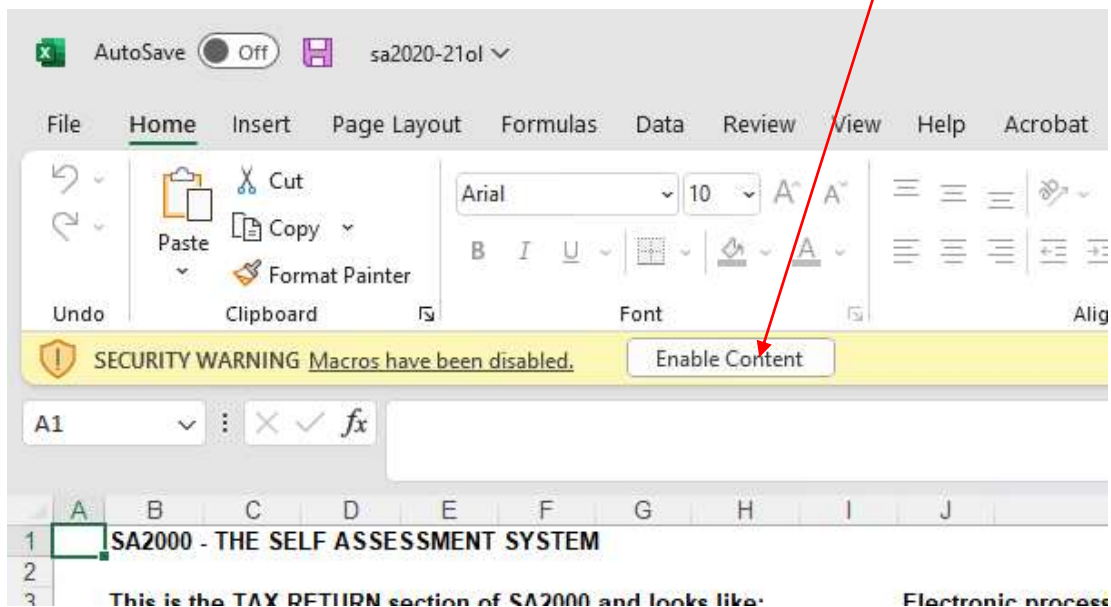 AutoSave Off sa2020-21ol
File Home Insert Page Layout Formulas Data Review View Help Acrobat
Cut
Arial 10 A^ A˅
Copy
Paste
B I U A
Format Painter
Undo Clipboard Font Alig
SECURITY WARNING Macros have been disabled. Enable Content
A1 fx
A B C D E F G H I J
1 SA2000 - THE SELF ASSESSMENT SYSTEM
2
3 This is the TAX RETURN section of SA2000 and looks like: Electronic process